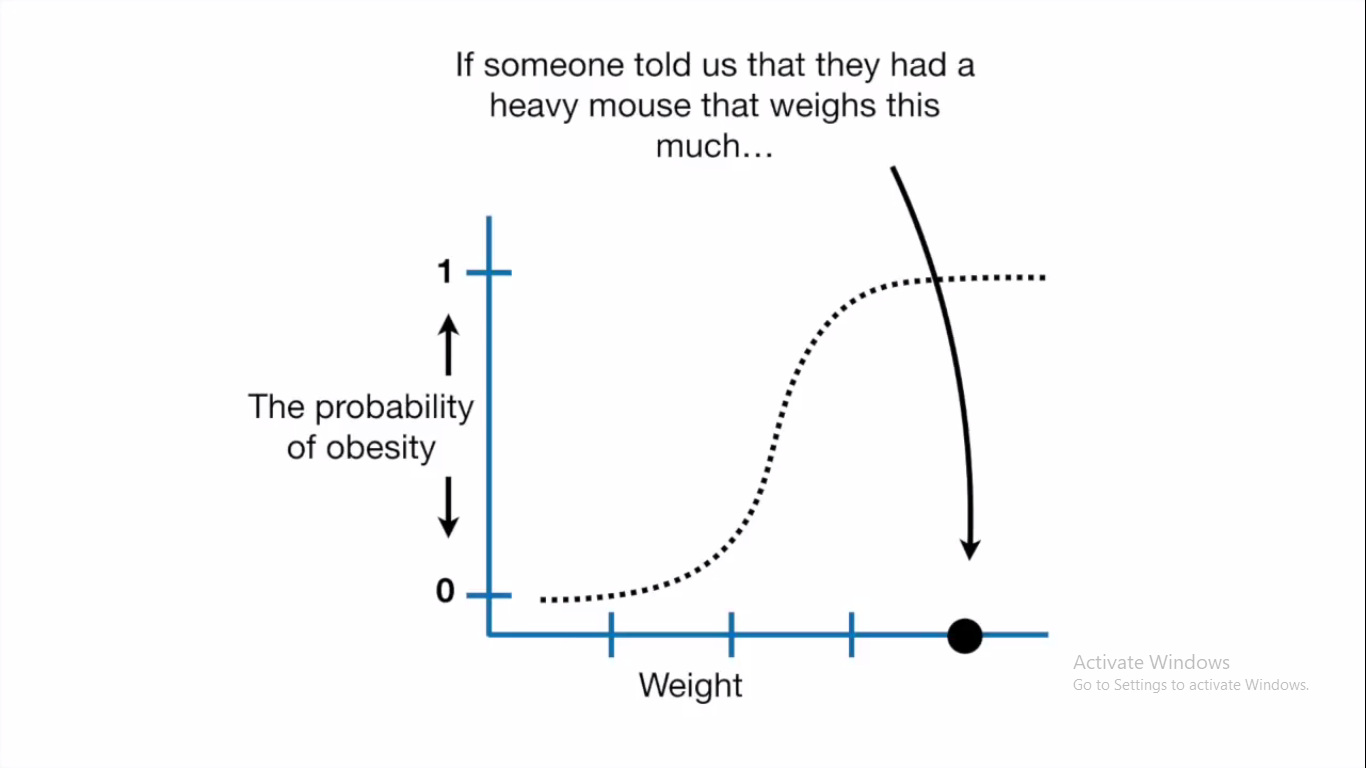 If someone told us that they had a
heavy mouse that weighs this
much…
1
The probability
of obesity
0
Weight
Activate Windows
Go to Settings to activate Windows.